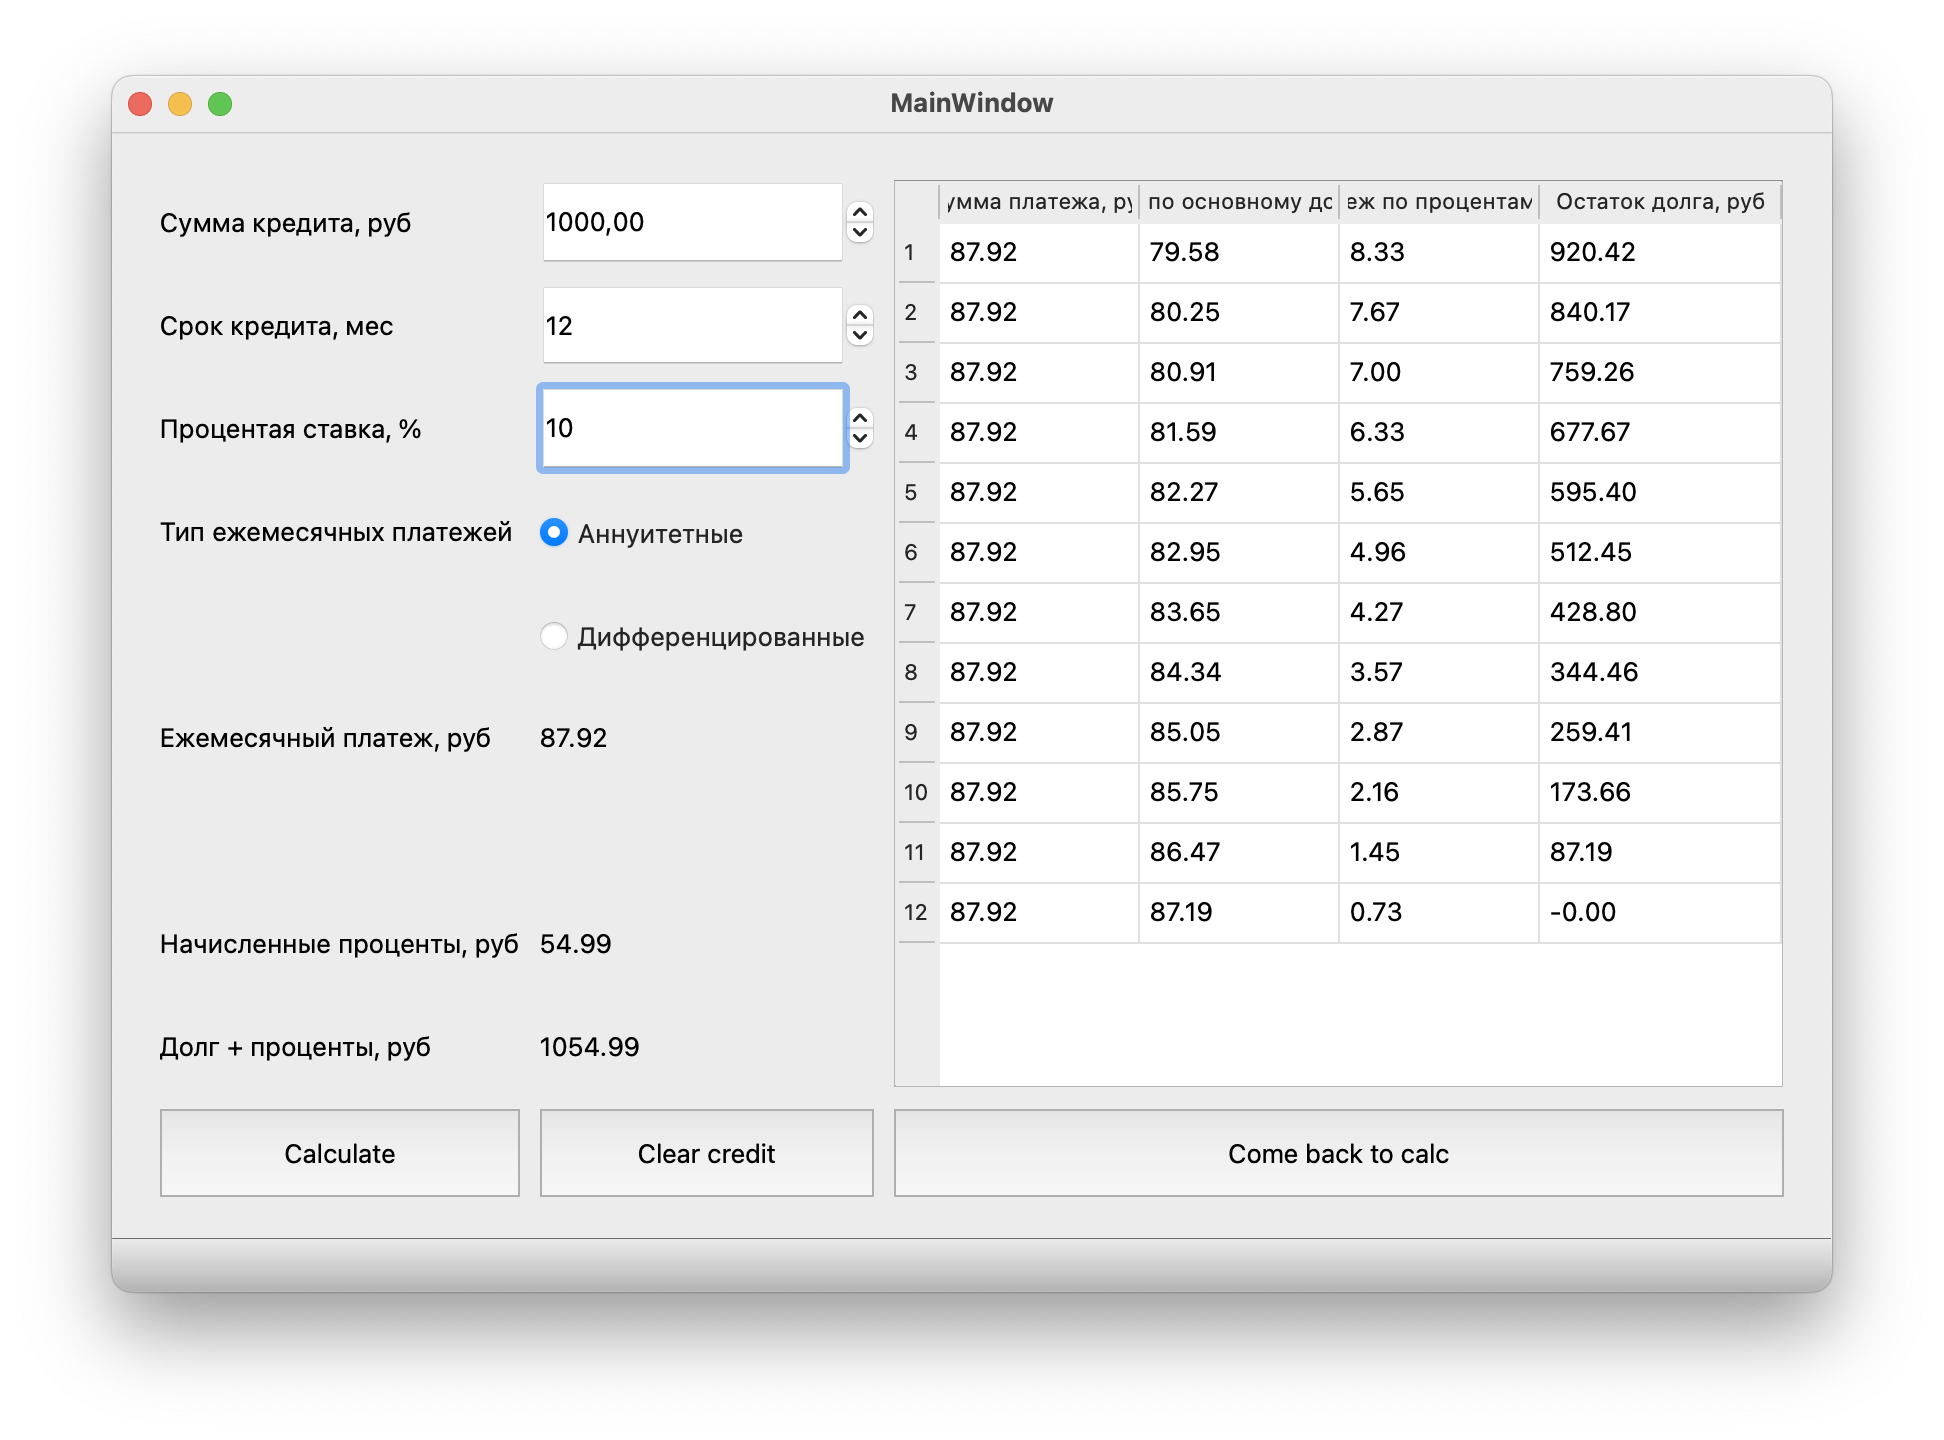 MainWindow
Сумма кредита, руб
1000,00
Срок кредита, мес
12
Процентая ставка, %
10
Тип ежемесячных платежей
Аннуитетные
Дифференцированные
Ежемесячный платеж, руб 87.92
Начисленные проценты, руб 54.99
Долг + проценты, руб 1054.99
умма платежа, ру по основному до еж по процентам Остаток долга, руб
1 87.92 79.58 8.33 920.42
2 87.92 80.25 7.67 840.17
3 87.92 80.91 7.00 759.26
4 87.92 81.59 6.33 677.67
5 87.92 82.27 5.65 595.40
6 87.92 82.95 4.96 512.45
7 87.92 83.65 4.27 428.80
8 87.92 84.34 3.57 344.46
9 87.92 85.05 2.87 259.41
10 87.92 85.75 2.16 173.66
11 87.92 86.47 1.45 87.19
12 87.92 87.19 0.73 -0.00
Calculate
Clear credit
Come back to calc